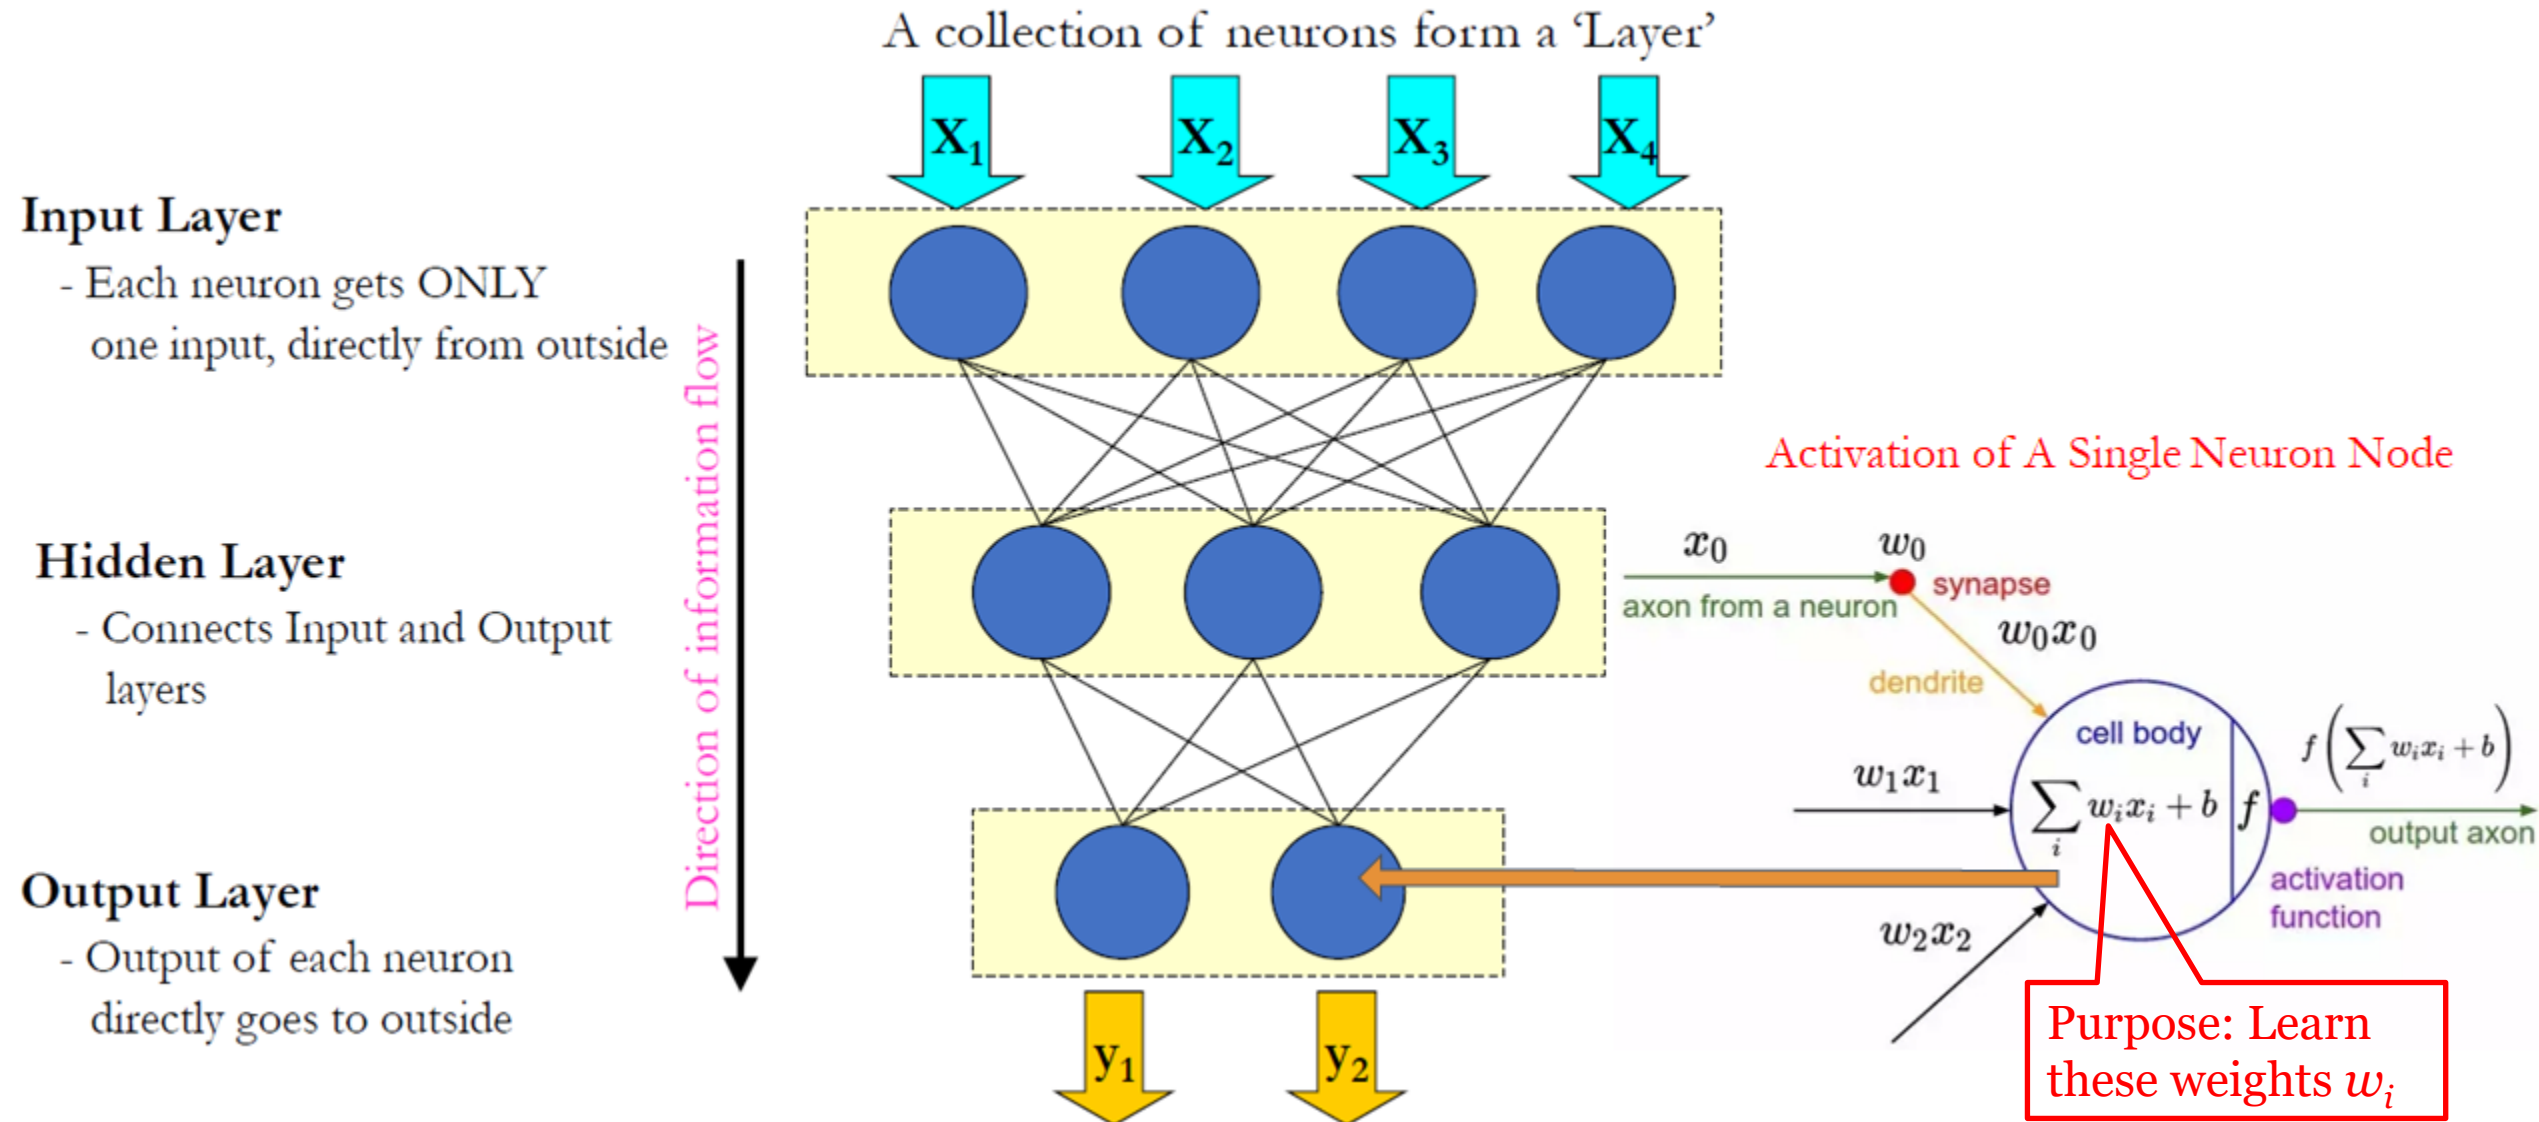 A collection of neurons form a ‘Layer’
X₁ X₂ X₃ X₄
Input Layer
- Each neuron gets ONLY
one input, directly from outside
Direction of information flow
Hidden Layer
- Connects Input and Output
layers
Output Layer
- Output of each neuron
directly goes to outside
y₁ y₂
Activation of A Single Neuron Node
x₀ w₀
synapse
axon from a neuron
w₀x₀
dendrite
cell body
f(∑ᵢ wᵢxᵢ + b)
w₁x₁
∑ᵢ wᵢxᵢ + b f
output axon
activation
function
w₂x₂
Purpose: Learn
these weights wᵢ